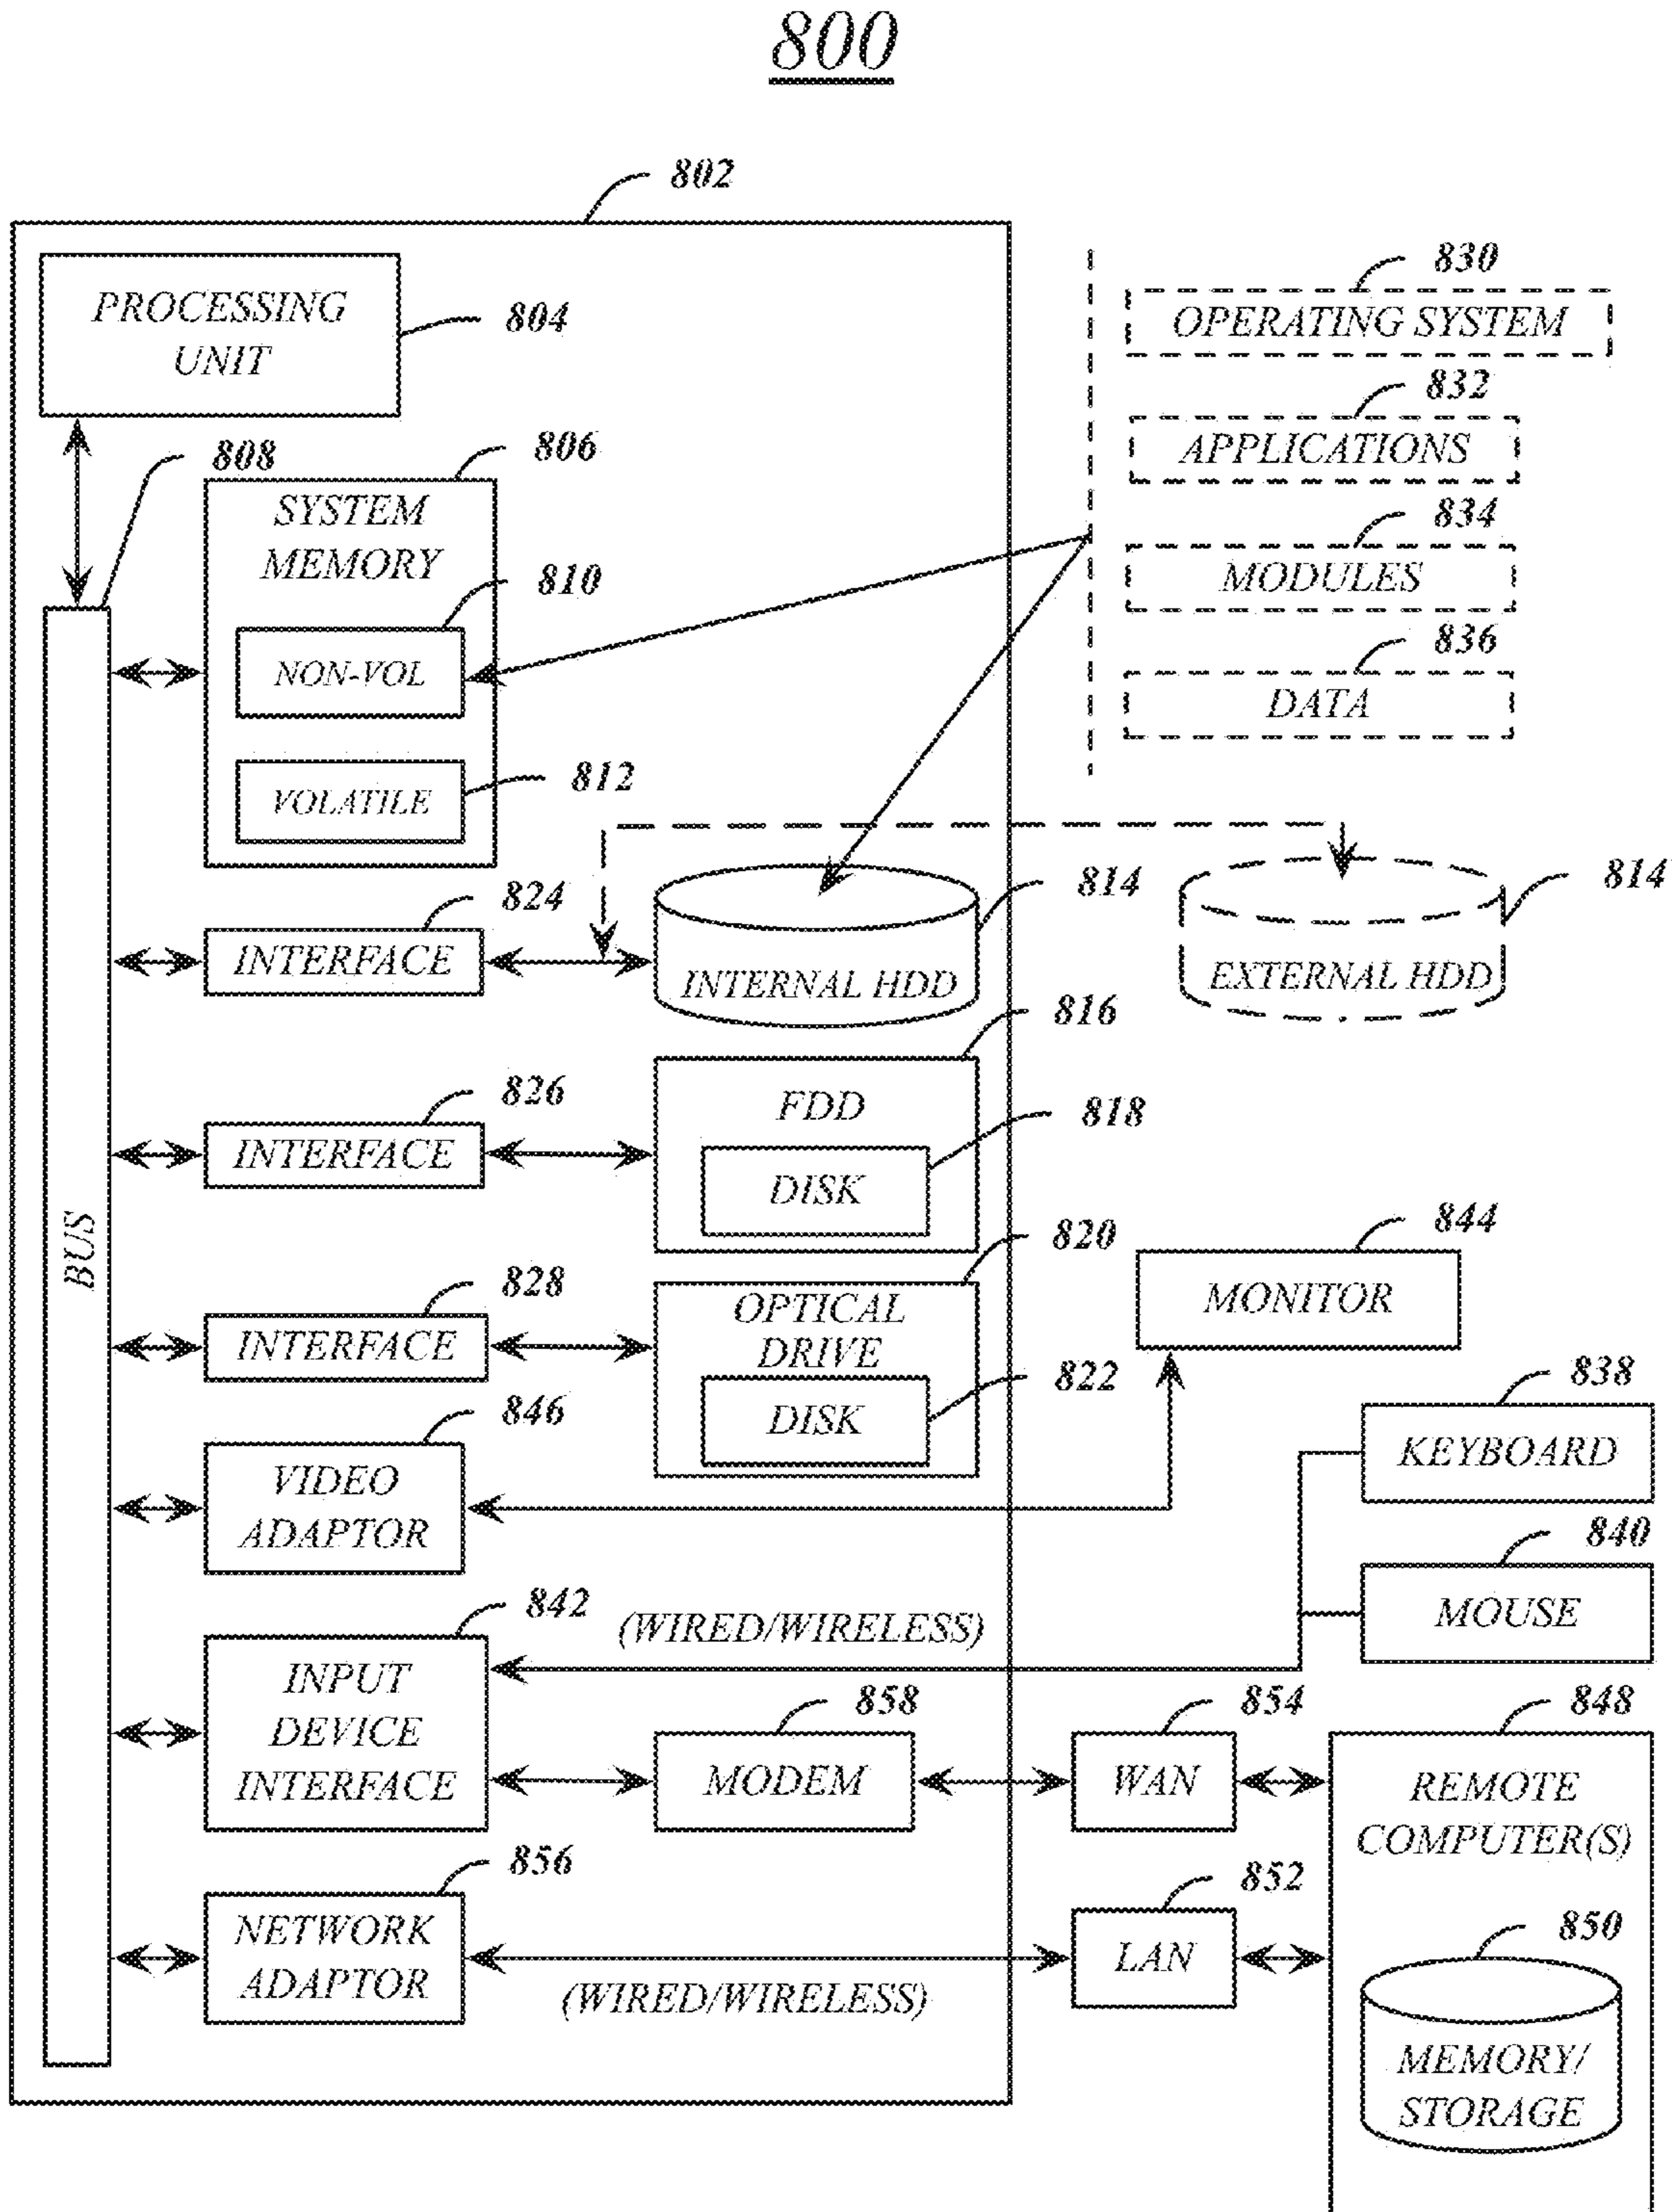 800
802
PROCESSING
UNIT
804
830
OPERATING SYSTEM
832
APPLICATIONS
834
MODULES
836
DATA
808
806
SYSTEM
MEMORY
810
NON-VOL
812
VOLATILE
BUS
824
INTERFACE
814
INTERNAL HDD
814
EXTERNAL HDD
826
INTERFACE
816
FDD
818
DISK
828
INTERFACE
820
OPTICAL
DRIVE
822
DISK
844
MONITOR
846
VIDEO
ADAPTOR
838
KEYBOARD
840
MOUSE
842
INPUT
DEVICE
INTERFACE
(WIRED/WIRELESS)
858
MODEM
854
WAN
848
REMOTE
COMPUTER(S)
856
NETWORK
ADAPTOR
(WIRED/WIRELESS)
852
LAN
850
MEMORY/
STORAGE